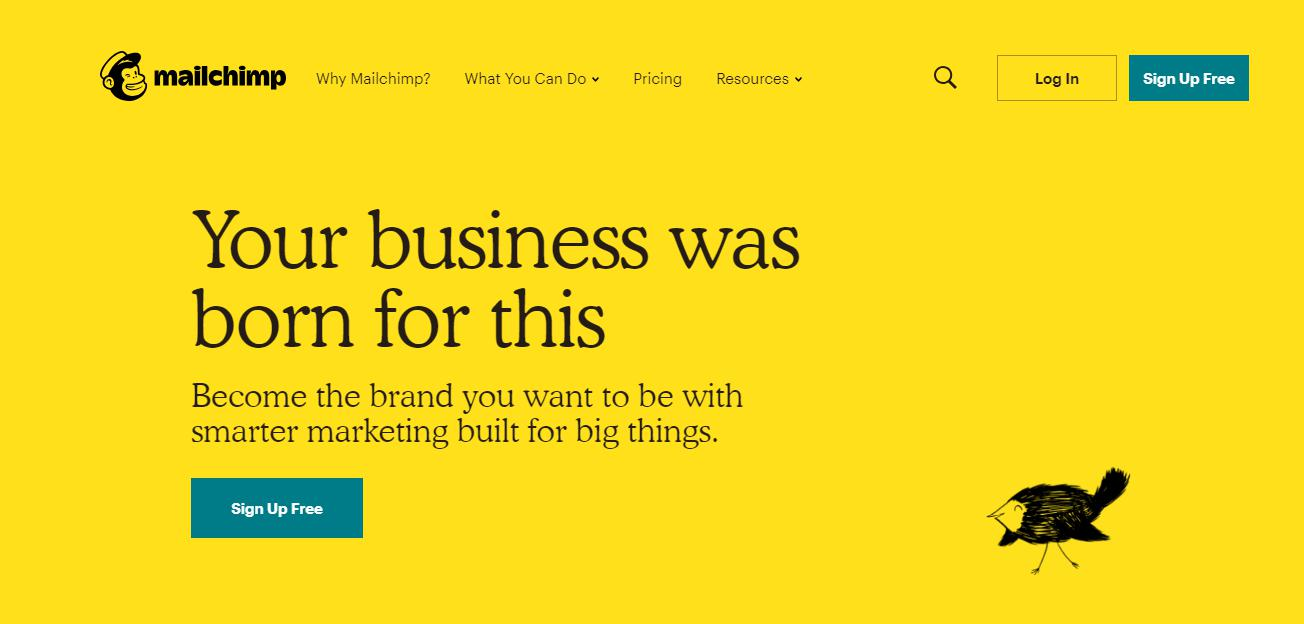 mailchimp
Why Mailchimp?
What You Can Do
Pricing
Resources
Log In
Sign Up Free
Your business was
born for this
Become the brand you want to be with
smarter marketing built for big things.
Sign Up Free